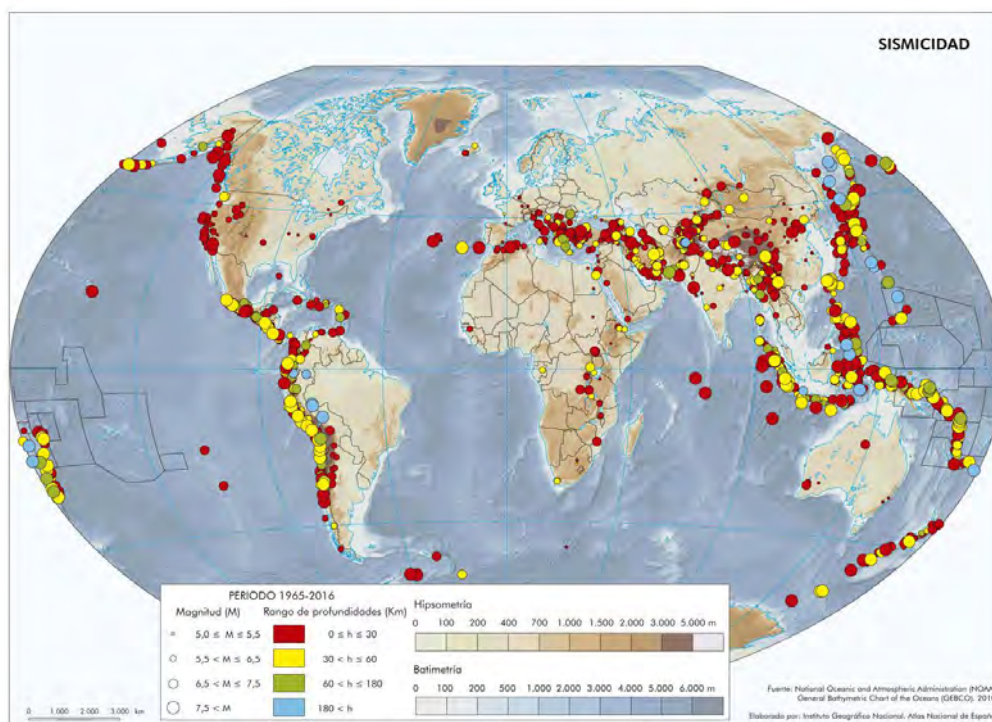 SISMICIDAD
PERIODO 1965-2016
Magnitud (M) Rango de profundidades (Km)
5,0 ≤ M ≤ 5,5 0 ≤ h ≤ 30
5,5 < M ≤ 6,5 30 < h ≤ 60
6,5 < M ≤ 7,5 60 < h ≤ 180
7,5 < M 180 < h
Hipsometría
0 100 200 400 700 1.000 1.500 2.000 3.000 5.000 m
Batimetría
0 100 500 1.000 2.000 3.000 4.000 5.000 6.000 m
0 1.000 2.000 3.000 km
Fuente: National Oceanic and Atmospheric Administration (NOAA
General Bathymetric Chart of the Oceans (GEBCO). 201
Elaborado por: Instituto Geográfico Nacional. Atlas Nacional de España